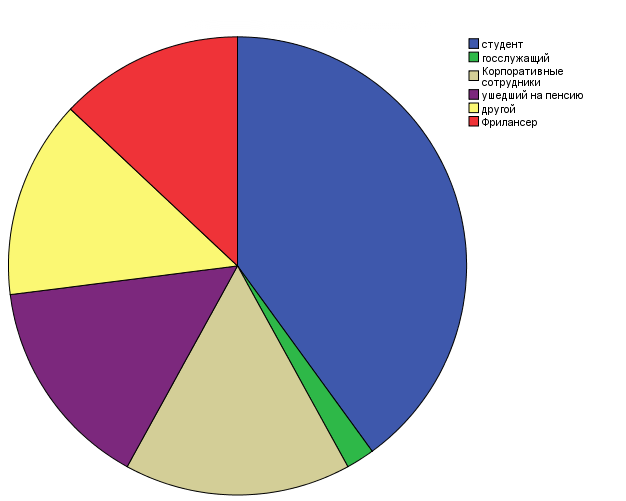 студент
госслужащий
Корпоративные
сотрудники
ушедший на пенсию
другой
Фрилансер